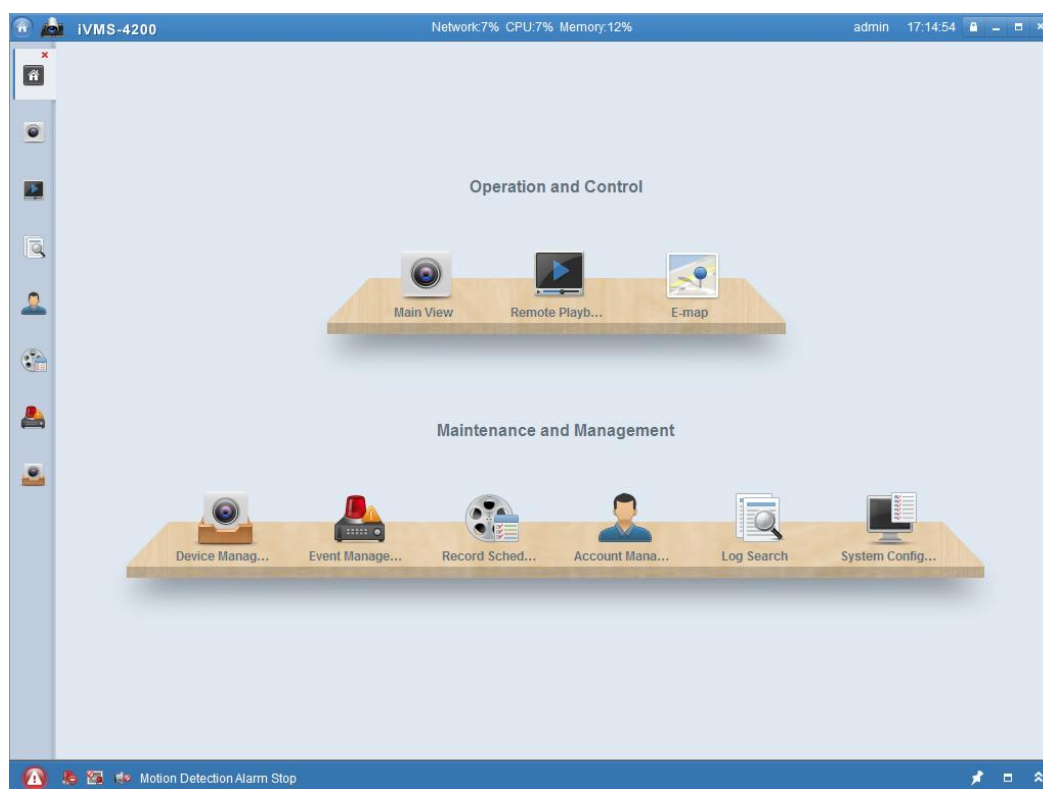 iVMS-4200 Network:7% CPU:7% Memory:12% admin 17:14:54
Operation and Control
Main View Remote Playb... E-map
Maintenance and Management
Device Manag... Event Manage... Record Sched... Account Mana... Log Search System Config...
Motion Detection Alarm Stop